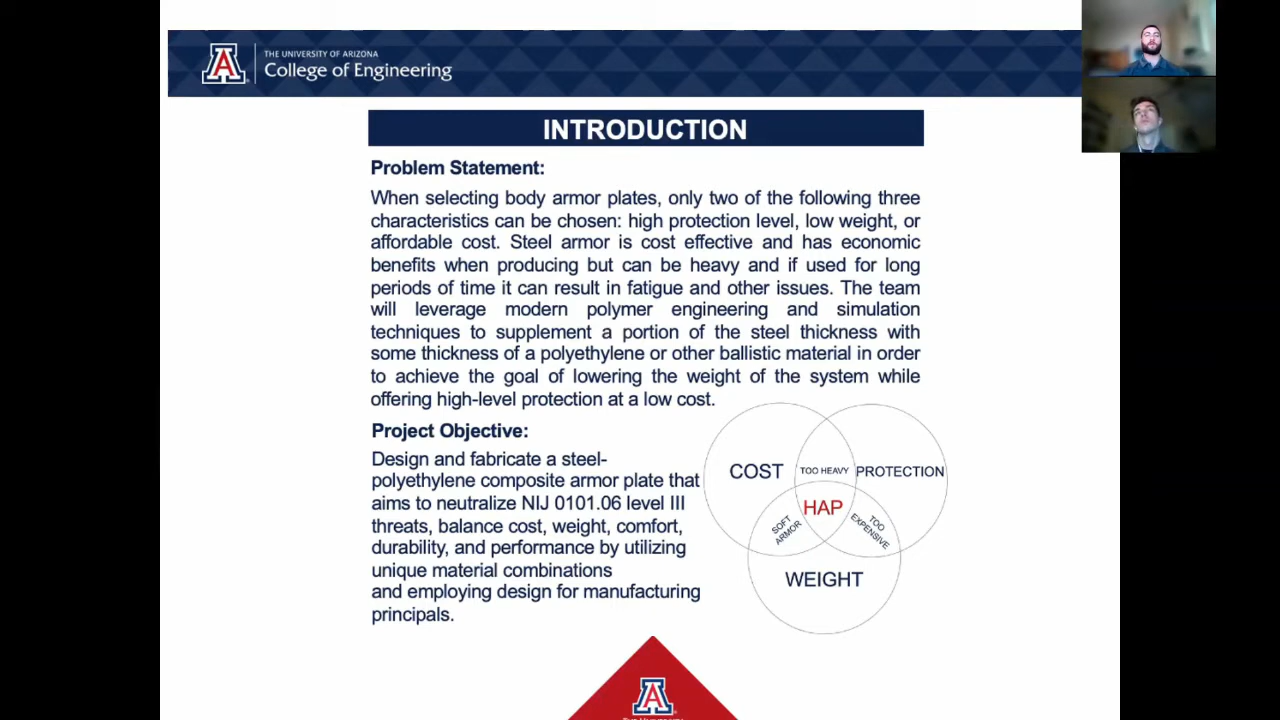 THE UNIVERSITY OF ARIZONA
College of Engineering
INTRODUCTION
Problem Statement:
When selecting body armor plates, only two of the following three
characteristics can be chosen: high protection level, low weight, or
affordable cost. Steel armor is cost effective and has economic
benefits when producing but can be heavy and if used for long
periods of time it can result in fatigue and other issues. The team
will leverage modern polymer engineering and simulation
techniques to supplement a portion of the steel thickness with
some thickness of a polyethylene or other ballistic material in order
to achieve the goal of lowering the weight of the system while
offering high-level protection at a low cost.
Project Objective:
Design and fabricate a steel-
polyethylene composite armor plate that
aims to neutralize NIJ 0101.06 level III
threats, balance cost, weight, comfort,
durability, and performance by utilizing
unique material combinations
and employing design for manufacturing
principals.
COST
TOO HEAVY
PROTECTION
HAP
SOFT
ARMOR
TOO
EXPENSIVE
WEIGHT
A
A
THE UNIVERSITY